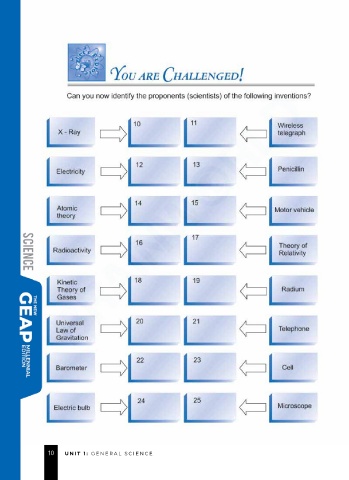 YOU ARE CHALLENGED!
Can you now identify the proponents (scientists) of the following inventions?
X - Ray
10
11
Wireless
telagraph
Electricity
12
13
Penicillin
Atomic
theory
14
15
Motor vehicle
Radioactivity
16
17
Theory of
Relativity
Kinetic
Theory of
Gases
18
19
Radium
Universal
Law of
Gravitation
20
21
Telephone
Barometer
22
23
Cell
Electric bulb
24
25
Microscope
SCIENCE
THE NEW
GEAP
MILLENNIAL
EDITION
10 UNIT 1: GENERAL SCIENCE